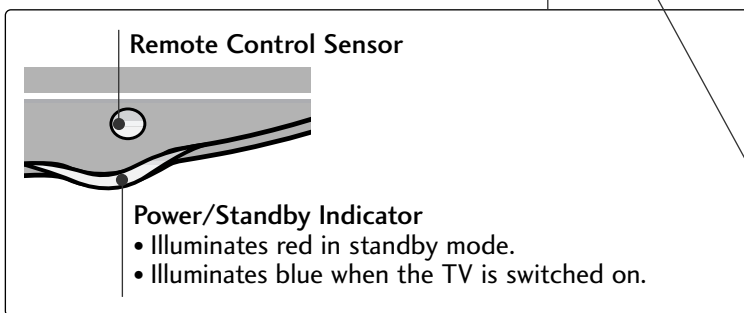 Remote Control Sensor
Power/Standby Indicator
• Illuminates red in standby mode.
• Illuminates blue when the TV is switched on.